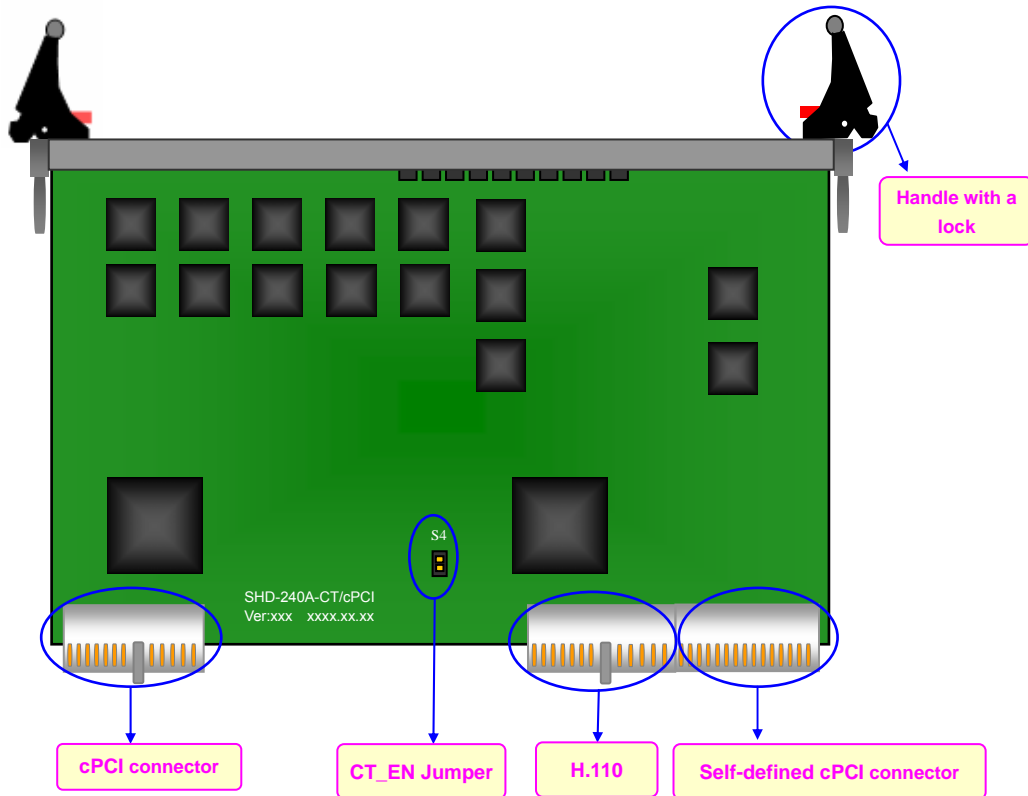 Handle with a
lock
S4
SHD-240A-CT/cPCI
Ver:xxx xxxx.xx.xx
cPCI connector
CT_EN Jumper
H.110
Self-defined cPCI connector